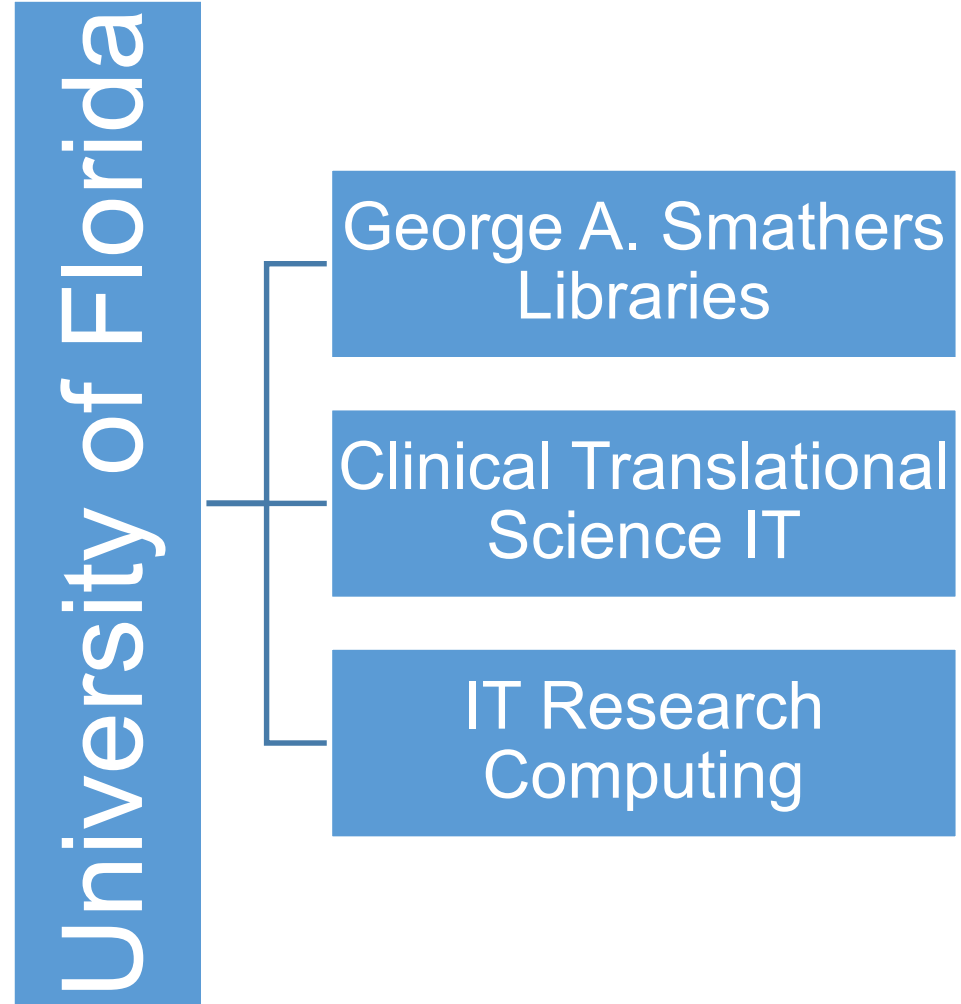 University of Florida
George A. Smathers
Libraries
Clinical Translational
Science IT
IT Research
Computing